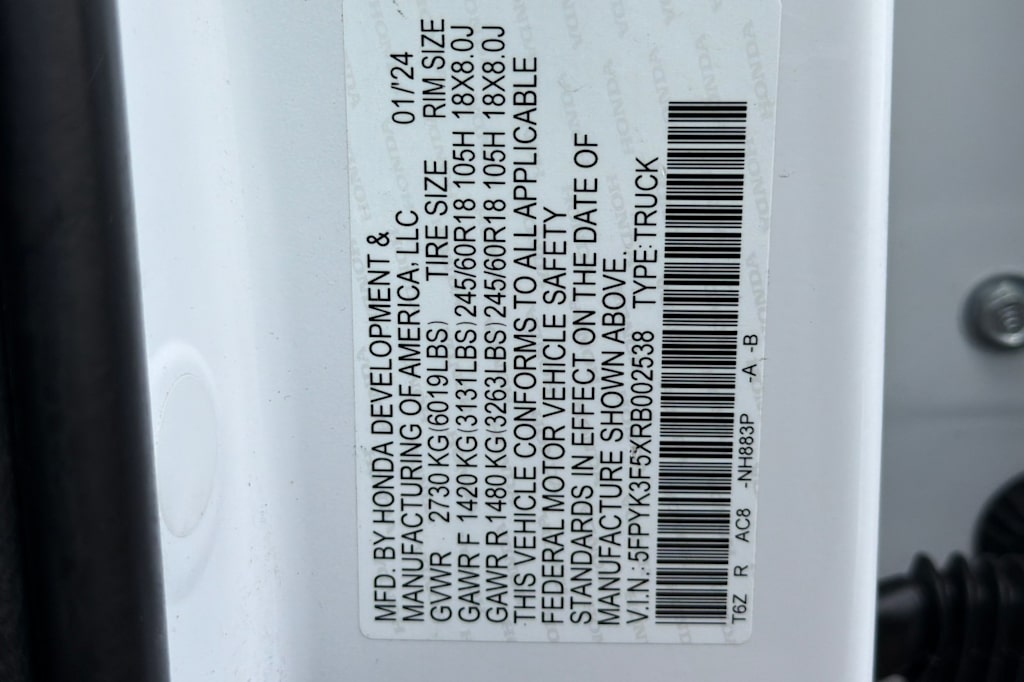 MFD. BY HONDA DEVELOPMENT &
MANUFACTURING OF AMERICA, LLC 01/'24
GVWR 2730 KG(6019LBS) TIRE SIZE RIM SIZE
GAWR F 1420 KG(3131LBS)245/60R18 105H 18X8.0J
GAWR R 1480 KG(3263LBS)245/60R18 105H 18X8.0J
THIS VEHICLE CONFORMS TO ALL APPLICABLE
FEDERAL MOTOR VEHICLE SAFETY
STANDARDS IN EFFECT ON THE DATE OF
MANUFACTURE SHOWN ABOVE.
V.I.N.: 5FPYK3F5XRB002538 TYPE: TRUCK
T6Z R AC8 -NH883P -A -B